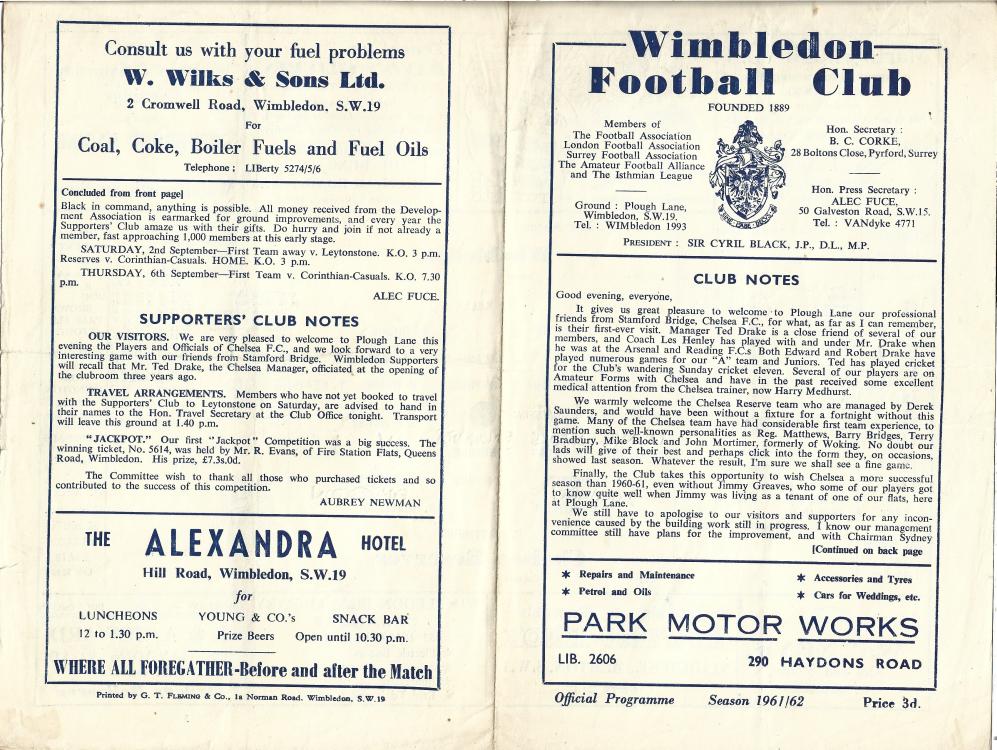 Consult us with your fuel problems
W. Wilks & Sons Ltd.
2 Cromwell Road, Wimbledon, S.W.19
For
Coal, Coke, Boiler Fuels and Fuel Oils
Telephone ; LIBerty 5274/5/6
Concluded from front page]
Black in command, anything is possible. All money received from the Develop-
ment Association is earmarked for ground improvements, and every year the
Supporters' Club amaze us with their gifts. Do hurry and join if not already a
member, fast approaching 1,000 members at this early stage.
SATURDAY, 2nd September—First Team away v. Leytonstone. K.O. 3 p.m.
Reserves v. Corinthian-Casuals. HOME. K.O. 3 p.m.
THURSDAY, 6th September—First Team v. Corinthian-Casuals. K.O. 7.30
p.m.
ALEC FUCE.
SUPPORTERS' CLUB NOTES
OUR VISITORS. We are very pleased to welcome to Plough Lane this
evening the Players and Officials of Chelsea F.C., and we look forward to a very
interesting game with our friends from Stamford Bridge. Wimbledon Supporters
will recall that Mr. Ted Drake, the Chelsea Manager, officiated at the opening of
the clubroom three years ago.
TRAVEL ARRANGEMENTS. Members who have not yet booked to travel
with the Supporters' Club to Leytonstone on Saturday, are advised to hand in
their names to the Hon. Travel Secretary at the Club Office tonight. Transport
will leave this ground at 1.40 p.m.
"JACKPOT." Our first "Jackpot" Competition was a big success. The
winning ticket, No. 5614, was held by Mr. R. Evans, of Fire Station Flats, Queens
Road, Wimbledon. His prize, £7.3s.0d.
The Committee wish to thank all those who purchased tickets and so
contributed to the success of this competition.
AUBREY NEWMAN
THE ALEXANDRA HOTEL
Hill Road, Wimbledon, S.W.19
for
LUNCHEONS YOUNG & CO.'s SNACK BAR
12 to 1.30 p.m. Prize Beers Open until 10.30 p.m.
WHERE ALL FOREGATHER-Before and after the Match
Printed by G. T. FLEMING & Co., 1a Norman Road, Wimbledon, S.W.19
Wimbledon
Football Club
FOUNDED 1889
Members of
The Football Association
London Football Association
Surrey Football Association
The Amateur Football Alliance
and The Isthmian League
Ground : Plough Lane,
Wimbledon, S.W.19.
Tel. : WIMbledon 1993
Hon. Secretary :
B. C. CORKE,
28 Boltons Close, Pyrford, Surrey
Hon. Press Secretary :
ALEC FUCE,
50 Galveston Road, S.W.15.
Tel. : VANdyke 4771
PRESIDENT : SIR CYRIL BLACK, J.P., D.L., M.P.
CLUB NOTES
Good evening, everyone,
It gives us great pleasure to welcome to Plough Lane our professional
friends from Stamford Bridge, Chelsea F.C., for what, as far as I can remember,
is their first-ever visit. Manager Ted Drake is a close friend of several of our
members, and Coach Les Henley has played with and under Mr. Drake when
he was at the Arsenal and Reading F.C.s Both Edward and Robert Drake have
played numerous games for our "A" team and Juniors. Ted has played cricket
for the Club's wandering Sunday cricket eleven. Several of our players are on
Amateur Forms with Chelsea and have in the past received some excellent
medical attention from the Chelsea trainer, now Harry Medhurst.
We warmly welcome the Chelsea Reserve team who are managed by Derek
Saunders, and would have been without a fixture for a fortnight without this
game. Many of the Chelsea team have had considerable first team experience, to
mention such well-known personalities as Reg. Matthews, Barry Bridges, Terry
Bradbury, Mike Block and John Mortimer, formerly of Woking. No doubt our
lads will give of their best and perhaps click into the form they, on occasions,
showed last season. Whatever the result, I'm sure we shall see a fine game.
Finally, the Club takes this opportunity to wish Chelsea a more successful
season than 1960-61, even without Jimmy Greaves, who some of our players got
to know quite well when Jimmy was living as a tenant of one of our flats, here
at Plough Lane.
We still have to apologise to our visitors and supporters for any incon-
venience caused by the building work still in progress. I know our management
committee still have plans for the improvement, and with Chairman Sydney
[Continued on back page
* Repairs and Maintenance * Accessories and Tyres
* Petrol and Oils * Cars for Weddings, etc.
PARK MOTOR WORKS
LIB. 2606 290 HAYDONS ROAD
Official Programme Season 1961/62 Price 3d.